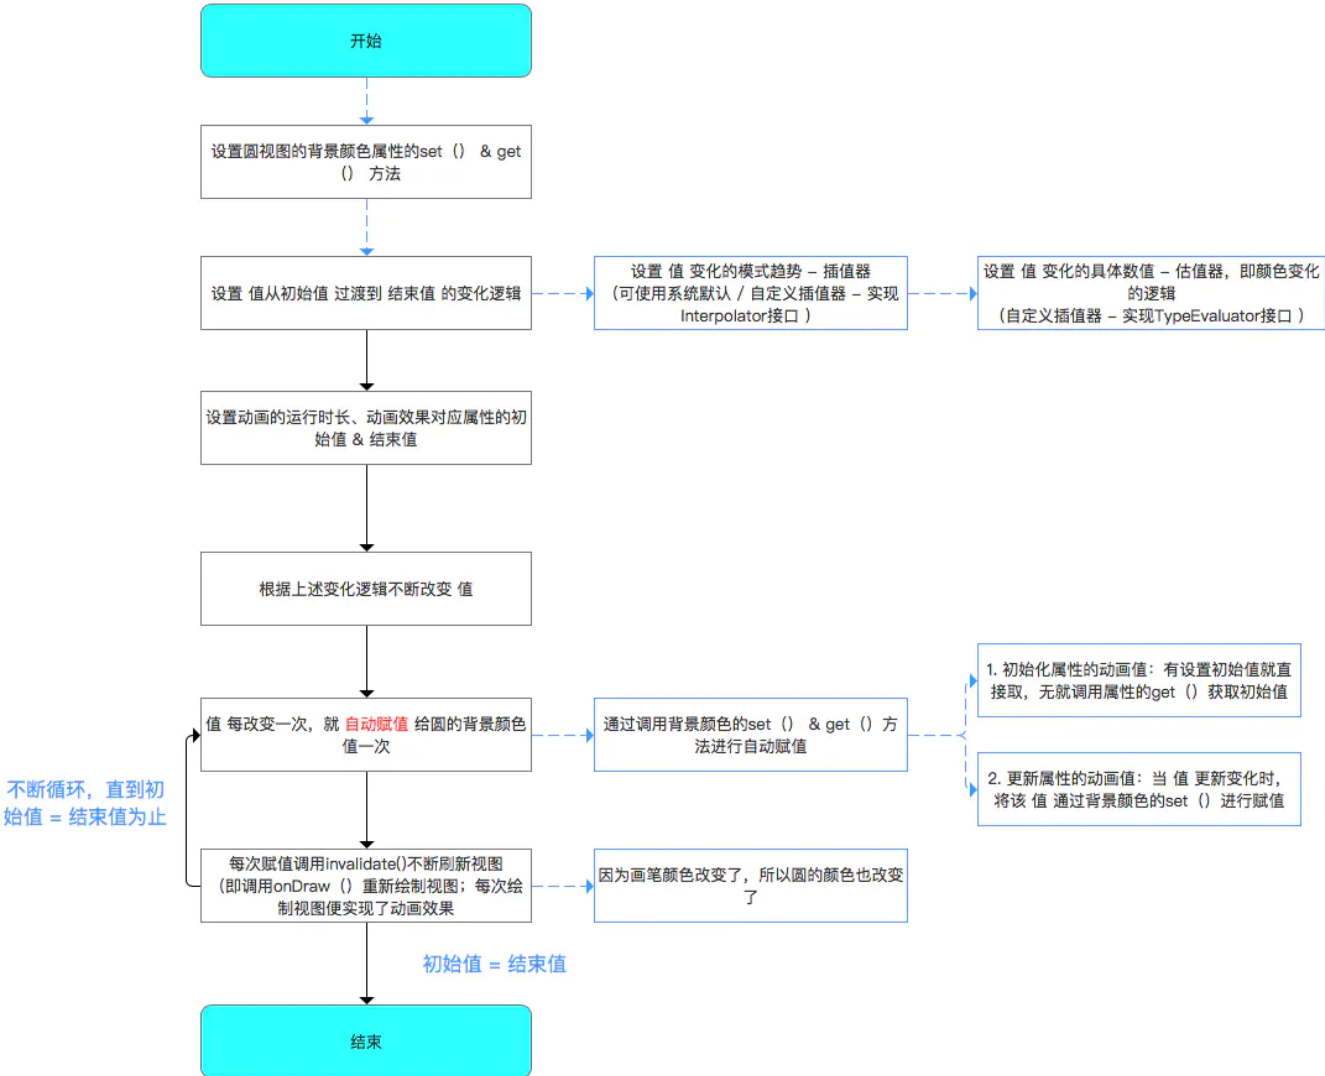 开始
设置圆视图的背景颜色属性的set（） & get
（） 方法
设置 值从初始值 过渡到 结束值 的变化逻辑
设置 值 变化的模式趋势 – 插值器
（可使用系统默认 / 自定义插值器 – 实现
Interpolator接口 ）
设置 值 变化的具体数值 – 估值器，即颜色变化
的逻辑
（自定义插值器 – 实现TypeEvaluator接口 ）
设置动画的运行时长、动画效果对应属性的初
始值 & 结束值
根据上述变化逻辑不断改变 值
值 每改变一次，就 自动赋值 给圆的背景颜色
值一次
通过调用背景颜色的set（） & get（）方
法进行自动赋值
1. 初始化属性的动画值：有设置初始值就直
接取，无就调用属性的get（）获取初始值
2. 更新属性的动画值：当 值 更新变化时，
将该 值 通过背景颜色的set（）进行赋值
不断循环，直到初
始值 = 结束值为止
每次赋值调用invalidate()不断刷新视图
（即调用onDraw（）重新绘制视图；每次绘
制视图便实现了动画效果
因为画笔颜色改变了，所以圆的颜色也改变
了
初始值 = 结束值
结束